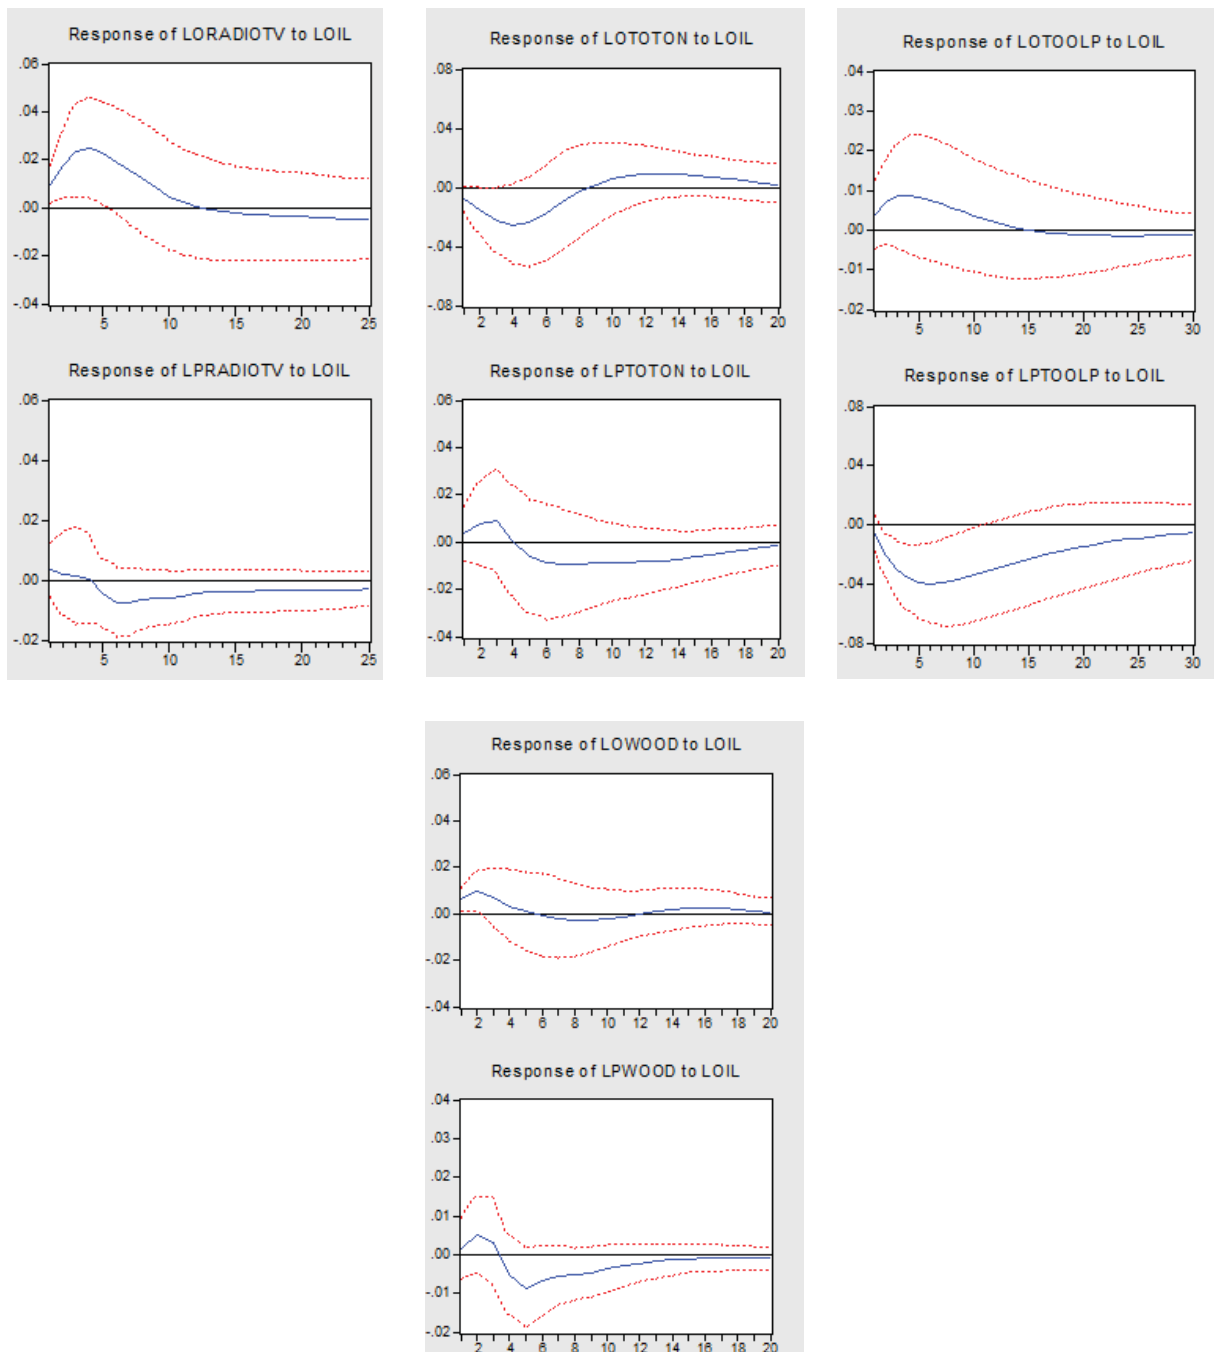 Response of LORADIOTV to LOIL
.06
.04
.02
.00
-.02
-.04
5 10 15 20 25
Response of LPRADIOTV to LOIL
.06
.04
.02
.00
-.02
5 10 15 20 25
Response of LOTOTON to LOIL
.08
.04
.00
-.04
-.08
2 4 6 8 10 12 14 16 18 20
Response of LPTOTON to LOIL
.06
.04
.02
.00
-.02
-.04
2 4 6 8 10 12 14 16 18 20
Response of LOTOOLP to LOIL
.04
.03
.02
.01
.00
-.01
-.02
5 10 15 20 25 30
Response of LPTOOLP to LOIL
.08
.04
.00
-.04
-.08
5 10 15 20 25 30
Response of LOWOOD to LOIL
.06
.04
.02
.00
-.02
-.04
2 4 6 8 10 12 14 16 18 20
Response of LPWOOD to LOIL
.04
.03
.02
.01
.00
-.01
-.02
2 4 6 8 10 12 14 16 18 20